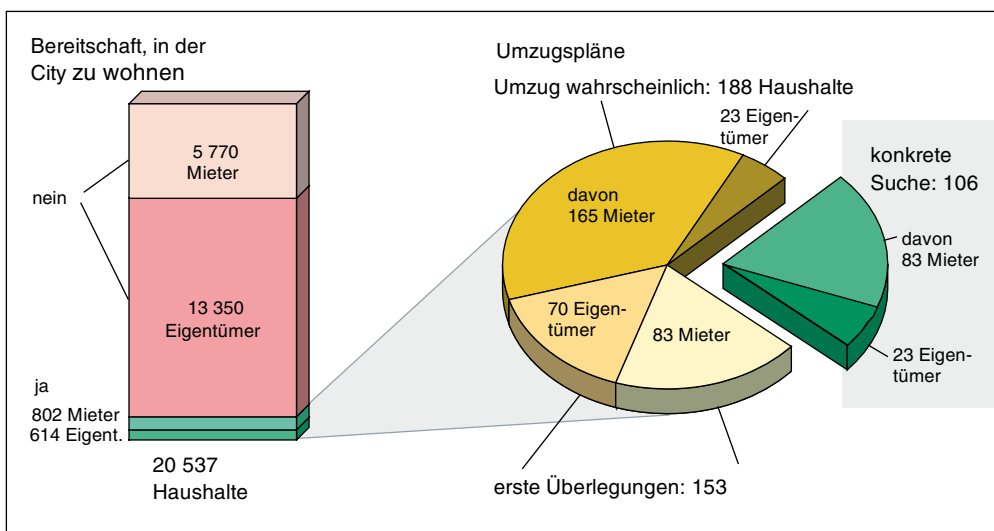 Bereitschaft, in der
City zu wohnen
nein
5 770
Mieter
13 350
Eigentümer
ja
802 Mieter
614 Eigent.
20 537
Haushalte
Umzugspläne
Umzug wahrscheinlich: 188 Haushalte
23 Eigen-
tümer
davon
165 Mieter
70 Eigen-
tümer
83 Mieter
erste Überlegungen: 153
konkrete
Suche: 106
davon
83 Mieter
23 Eigen-
tümer